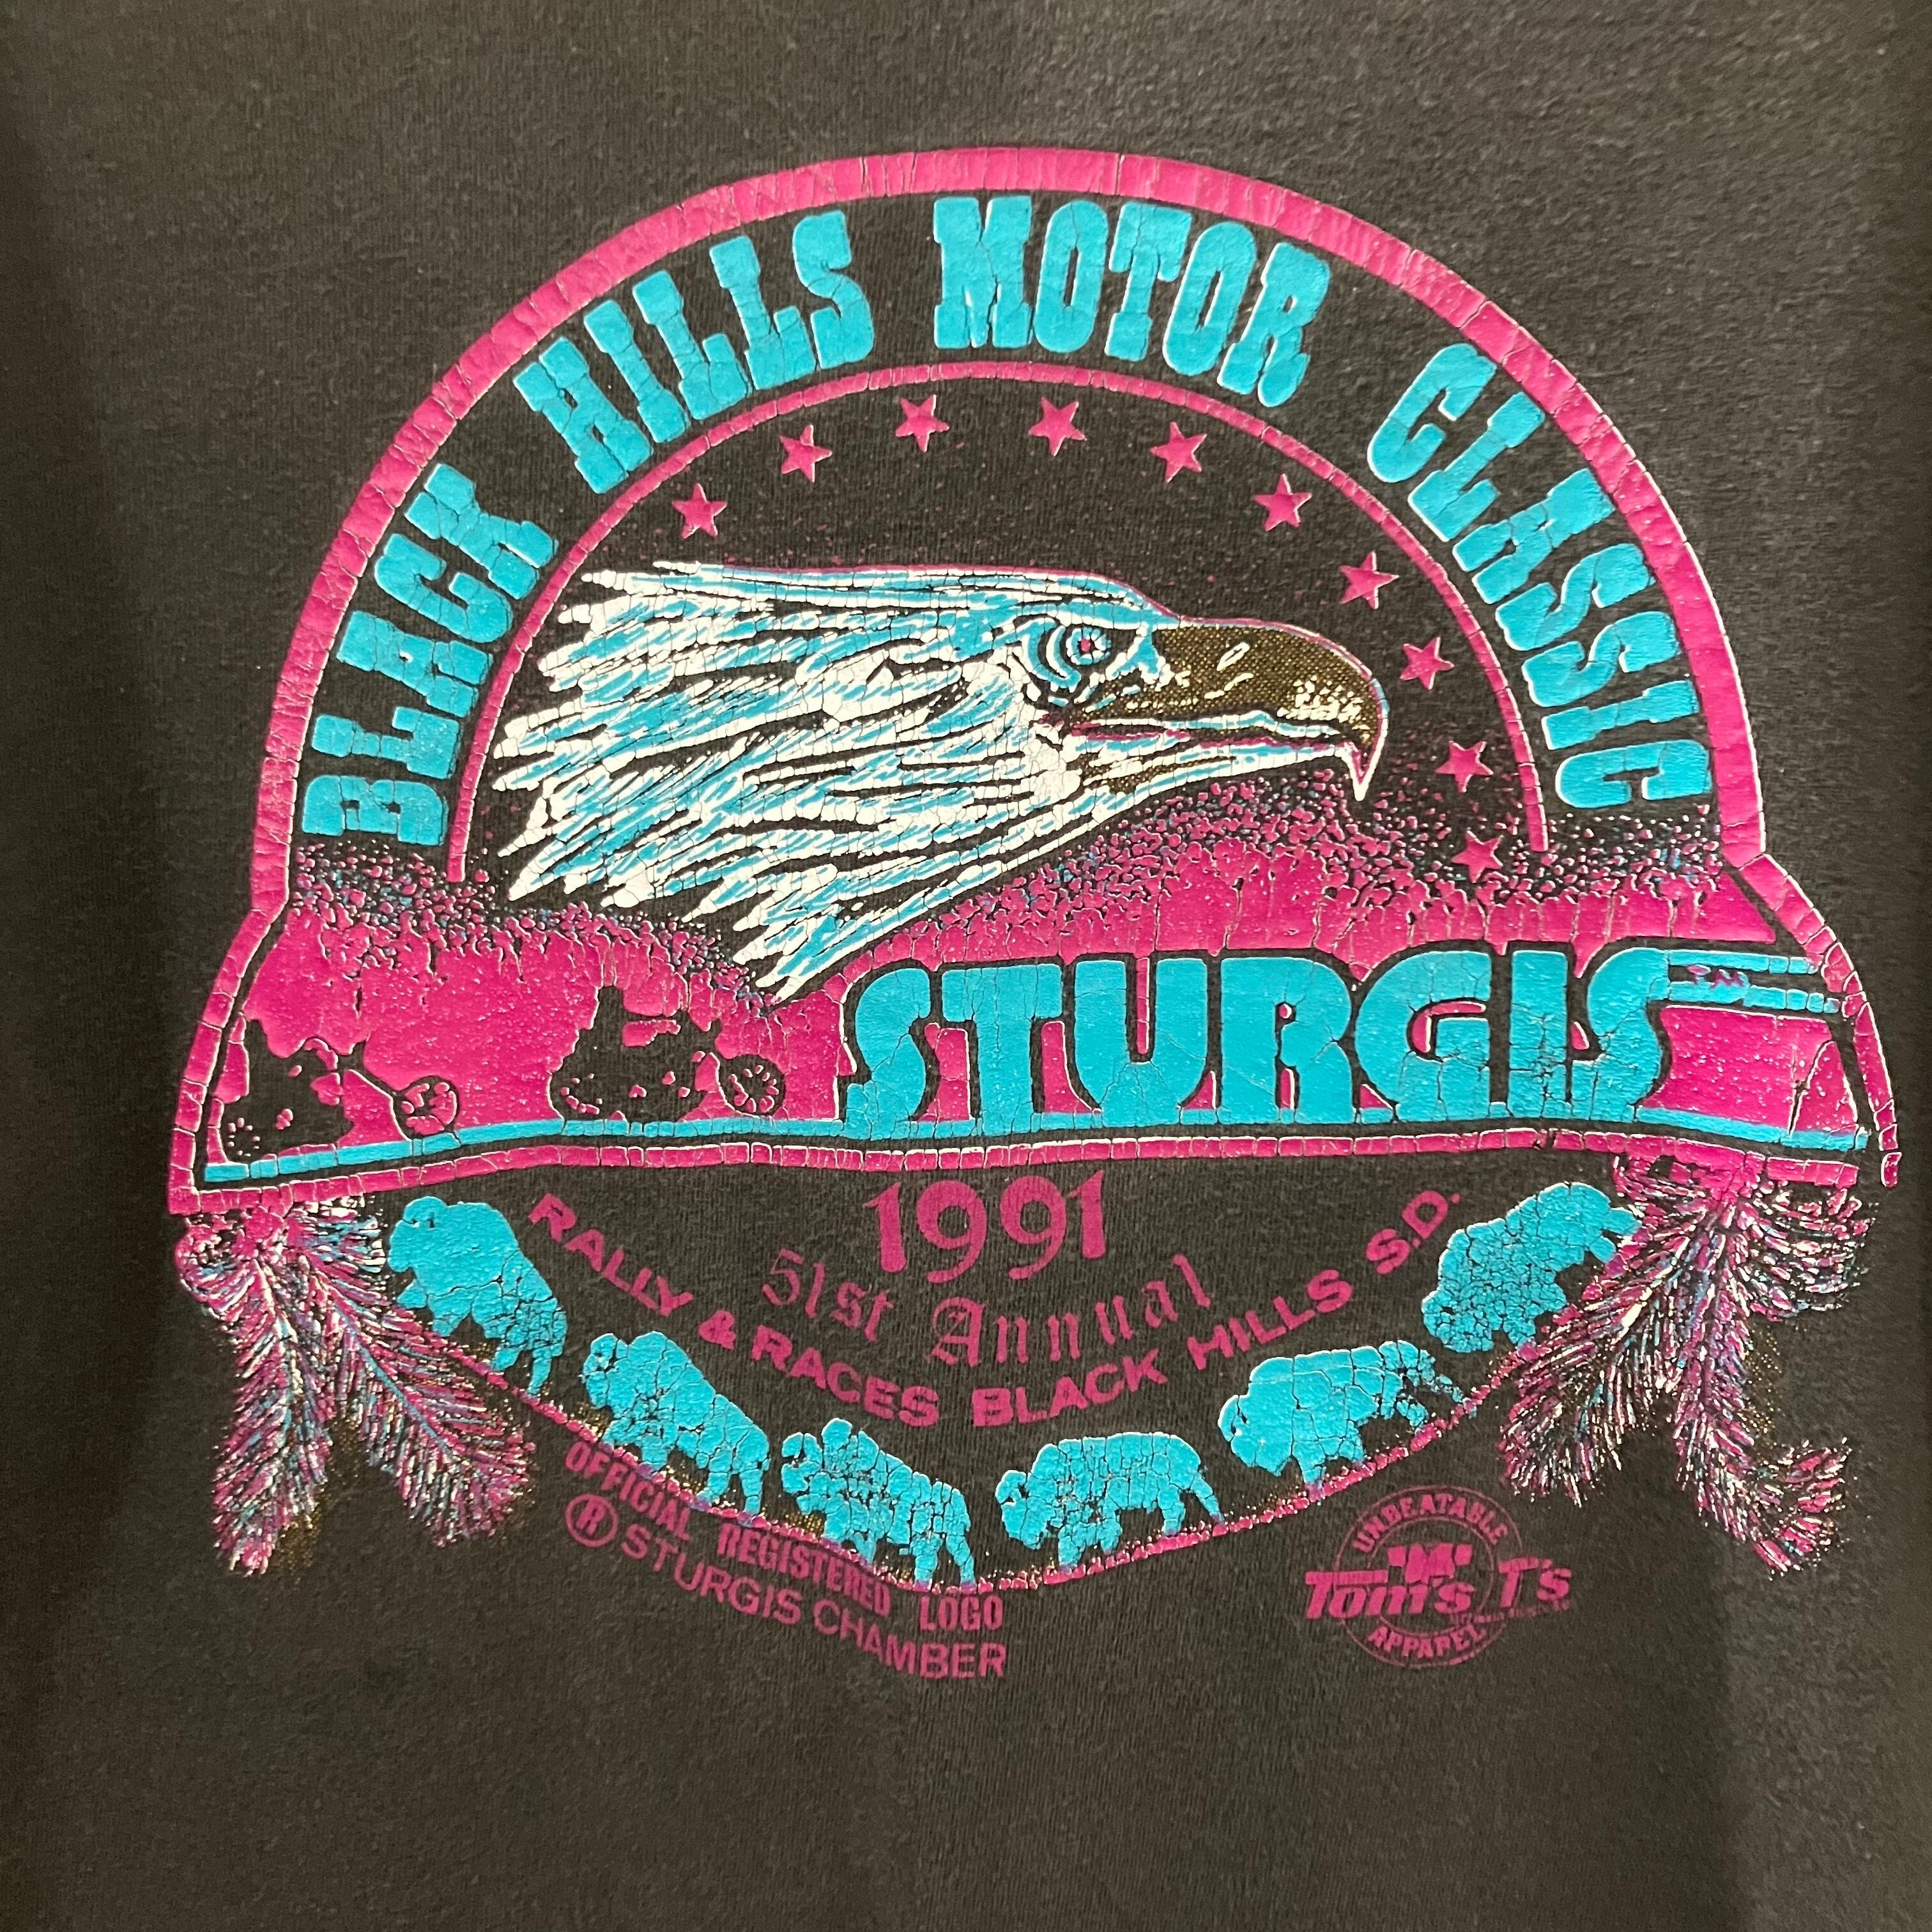 BLACK HILLS MOTOR CLASSIC
STURGIS
SM
1991
51st Annual
RALLY & RACES BLACK HILLS S.D.
OFFICIAL REGISTERED LOGO
® STURGIS CHAMBER
UNBEATABLE
Tom's T's
APPAREL